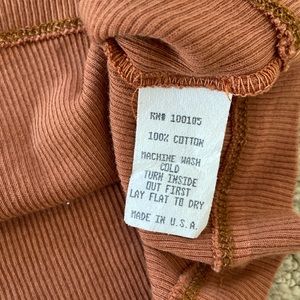 RN# 100105
100% COTTON
MACHINE WASH
COLD
TURN INSIDE
OUT FIRST
LAY FLAT TO DRY
MADE IN U.S.A.